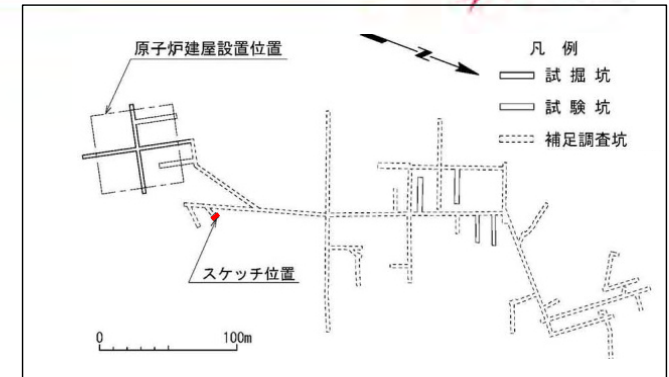 原子炉建屋設置位置
N
凡 例
試 掘 坑
試 験 坑
補足調査坑
スケッチ位置
0 100m